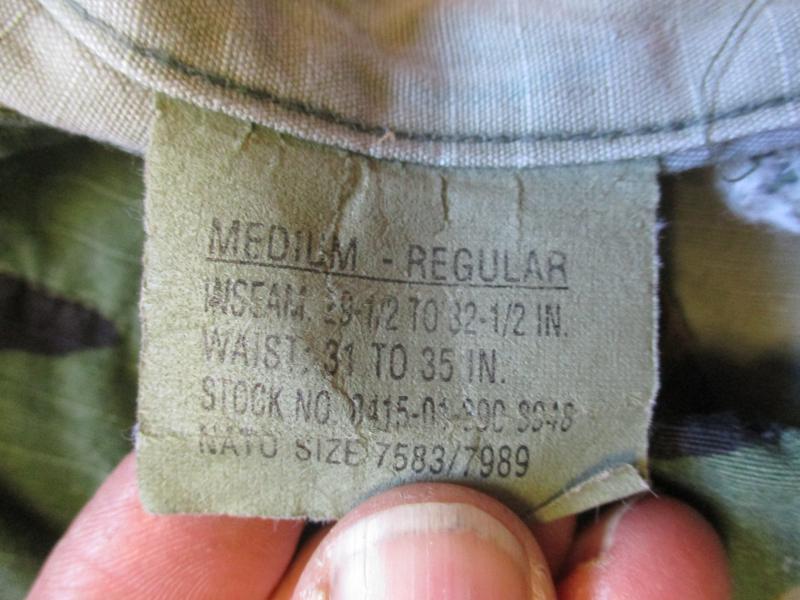 MEDIUM - REGULAR
INSEAM. 29-1/2 TO 32-1/2 IN.
WAIST: 31 TO 35 IN.
STOCK NO.
NATO SIZE 7583/7989